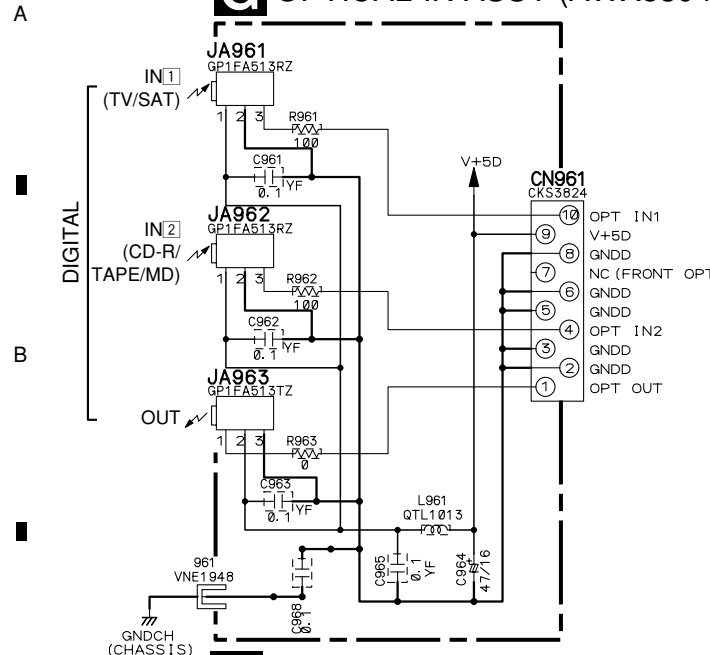 A
OPTICAL IN ASSY
JA961
GP1FA513RZ
IN1
(TV/SAT)
1 2 3
R961
100
C961
0.1 YF
V+5D
CN961
CKS3824
10 OPT IN1
9 V+5D
8 GNDD
7 NC(FRONT OPT
6 GNDD
5 GNDD
4 OPT IN2
3 GNDD
2 GNDD
1 OPT OUT
DIGITAL
JA962
GP1FA513RZ
IN2
(CD-R/
TAPE/MD)
1 2 3
R962
100
C962
0.1 YF
B
JA963
GP1FA513TZ
OUT
1 2 3
R963
0
C963
0.1 YF
L961
QTL1013
C965
0.1
YF
C964
47/16
961
VNE1948
C968
0.1
GNDCH
(CHASSIS)